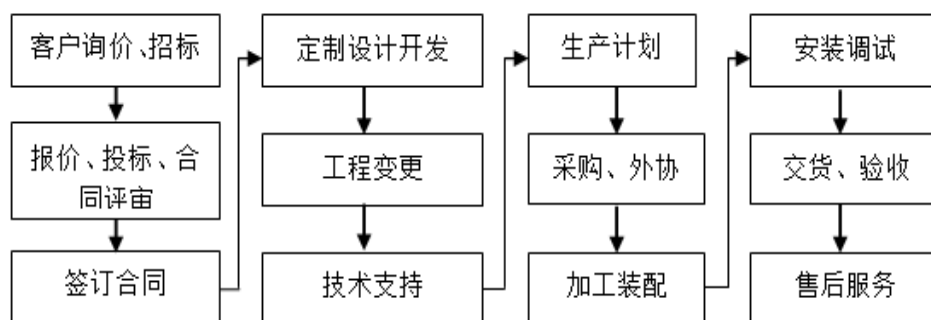 客户询价、招标
报价、投标、合
同评审
签订合同
定制设计开发
工程变更
技术支持
生产计划
采购、外协
加工装配
安装调试
交货、验收
售后服务